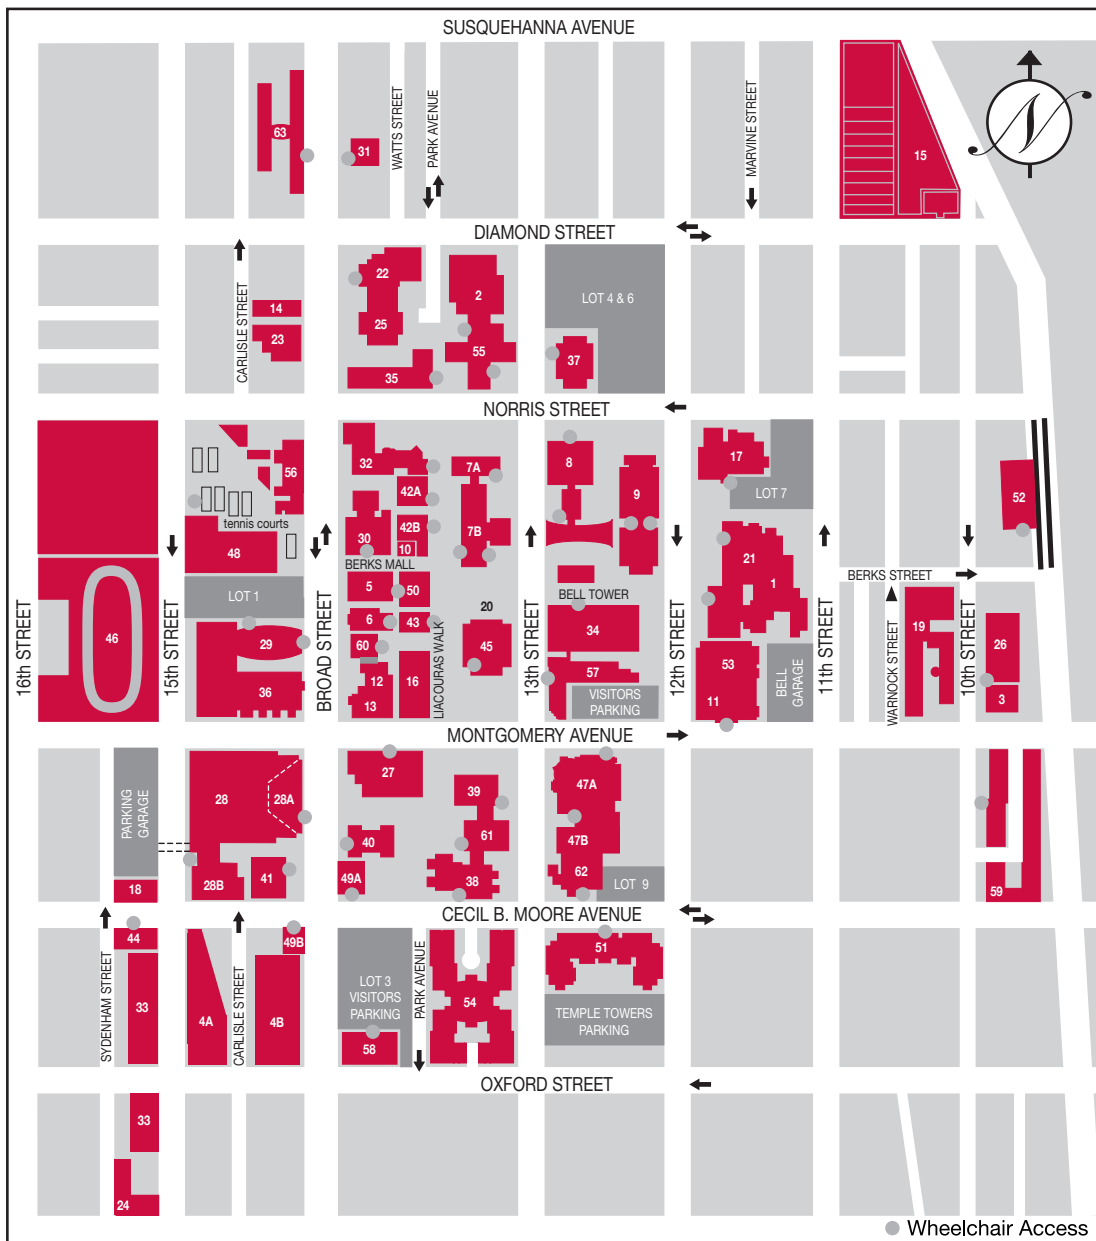 SUSQUEHANNA AVENUE
N
WATTS STREET
PARK AVENUE
MARVINE STREET
63
31
15
DIAMOND STREET
CARLISLE STREET
22
2
LOT 4 & 6
14
25
23
55
37
35
NORRIS STREET
56
32
7A
8
17
42A
9
LOT 7
52
tennis courts
42B
7B
48
30
10
21
BERKS MALL
BERKS STREET
5
50
BELL TOWER
1
LOT 1
20
6
43
34
19
46
29
60
45
26
16th STREET
15th STREET
BROAD STREET
LIACOURAS WALK
13th STREET
12th STREET
11th STREET
WARNOCK STREET
10th STREET
12
16
57
53
36
13
VISITORS
PARKING
11
BELL
GARAGE
3
MONTGOMERY AVENUE
27
PARKING
GARAGE
28
28A
39
47A
40
61
47B
41
49A
38
62
LOT 9
18
28B
59
CECIL B. MOORE AVENUE
44
49B
51
SYDENHAM STREET
CARLISLE STREET
PARK AVENUE
LOT 3
VISITORS
PARKING
54
33
4A
4B
TEMPLE TOWERS
PARKING
58
OXFORD STREET
33
24
Wheelchair Access